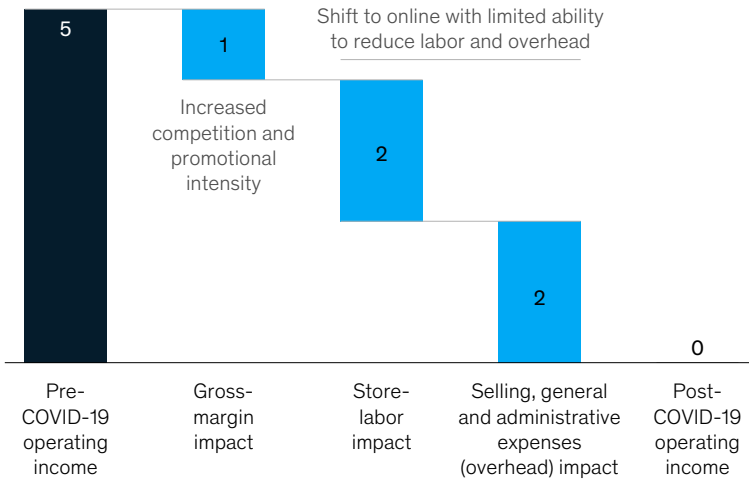 5
1
Shift to online with limited ability
to reduce labor and overhead
Increased
competition and
promotional
intensity
2
2
0
Pre-
COVID-19
operating
income
Gross-
margin
impact
Store-
labor
impact
Selling, general
and administrative
expenses
(overhead) impact
Post-
COVID-19
operating
income